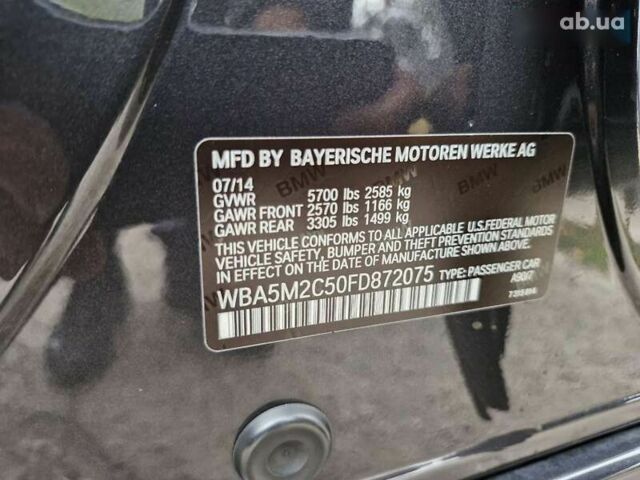 ab.ua
MFD BY BAYERISCHE MOTOREN WERKE AG
07/14
GVWR 5700 lbs 2585 kg
GAWR FRONT 2570 lbs 1166 kg
GAWR REAR 3305 lbs 1499 kg
THIS VEHICLE CONFORMS TO ALL APPLICABLE U.S.FEDERAL MOTOR
VEHICLE SAFETY, BUMPER AND THEFT PREVENTION STANDARDS
IN EFFECT ON THE DATE OF MANUFACTURE SHOWN ABOVE.
WBA5M2C50FD872075 TYPE: PASSENGER CAR
A90/7